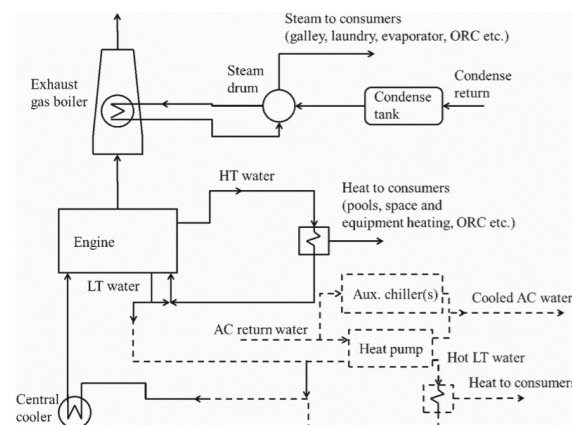 Steam to consumers
(galley, laundry, evaporator, ORC etc.)
Steam
drum
Exhaust
gas boiler
Condense
return
Condense
tank
HT water
Heat to consumers
(pools, space and
equipment heating, ORC etc.)
Engine
LT water
Aux. chiller(s)
Cooled AC water
AC return water
Heat pump
Hot LT water
Heat to consumers
Central
cooler